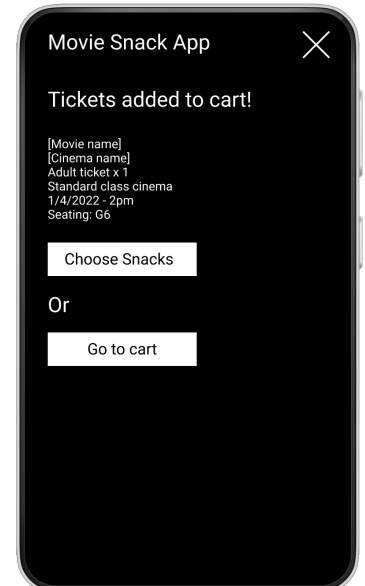 Movie Snack App
Tickets added to cart!
[Movie name]
[Cinema name]
Adult ticket x 1
Standard class cinema
1/4/2022 - 2pm
Seating: G6
Choose Snacks
Or
Go to cart